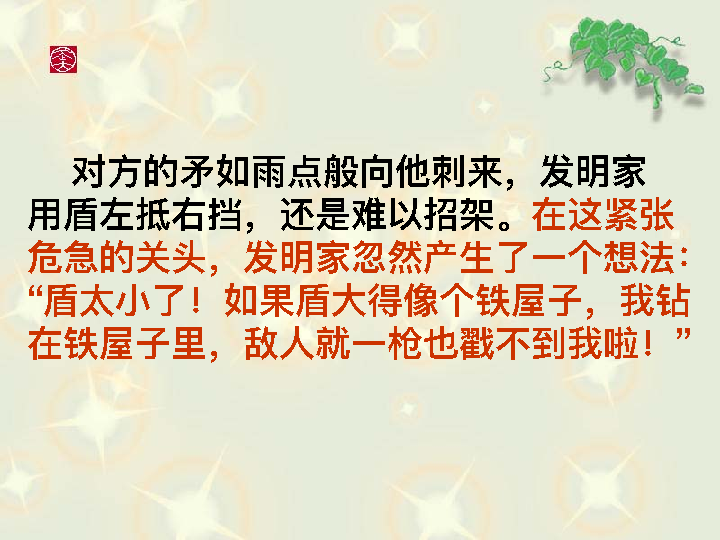 对方的矛如雨点般向他刺来，发明家
用盾左抵右挡，还是难以招架。在这紧张
危急的关头，发明家忽然产生了一个想法：
“盾太小了！如果盾大得像个铁屋子，我钻
在铁屋子里，敌人就一枪也戳不到我啦！”